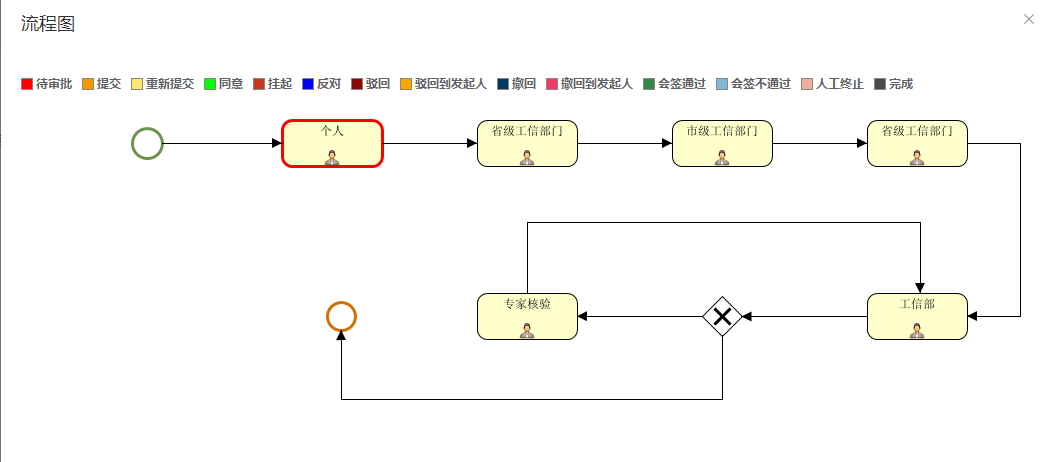 流程图
待审批 提交 重新提交 同意 挂起 反对 驳回 驳回到发起人 撤回 撤回到发起人 会签通过 会签不通过 人工终止 完成
个人 省级工信部门 市级工信部门 省级工信部门
专家核验 工信部